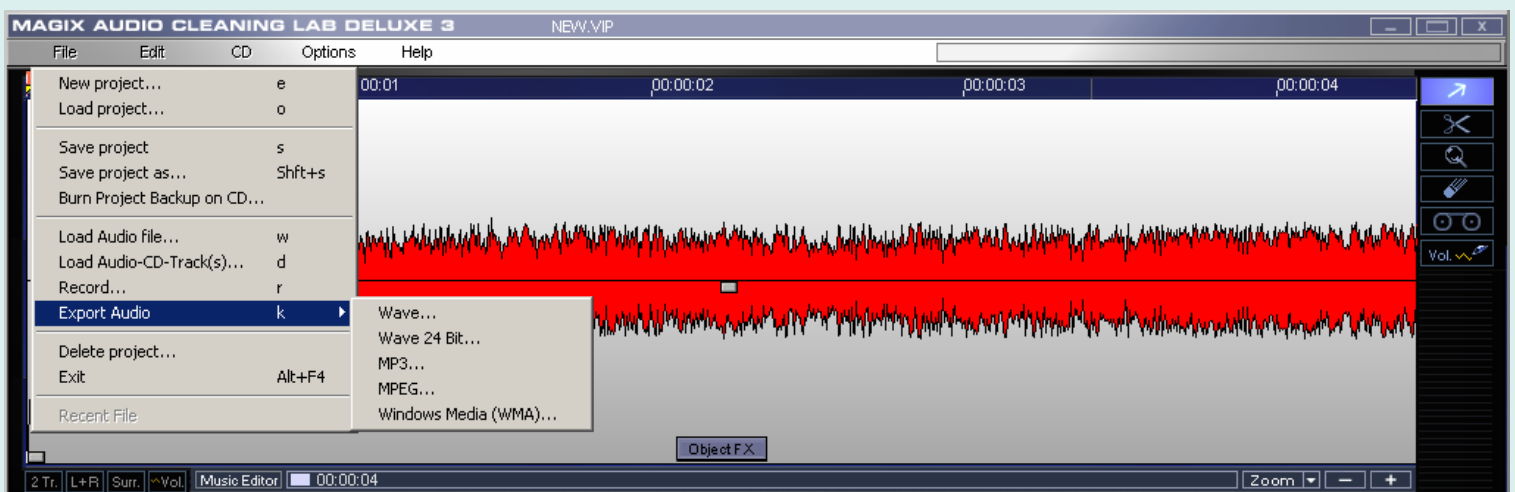 MAGIX AUDIO CLEANING LAB DELUXE 3 NEW.VIP
File Edit CD Options Help
New project... e
Load project... o
Save project s
Save project as... Shft+s
Burn Project Backup on CD...
Load Audio file... w
Load Audio-CD-Track(s)... d
Record... r
Export Audio k
Delete project...
Exit Alt+F4
Recent File
Wave...
Wave 24 Bit...
MP3...
MPEG...
Windows Media (WMA)...
00:01 00:00:02 00:00:03 00:00:04
Vol.
Object FX
2 Tr. L+R Surr. Vol. Music Editor 00:00:04 Zoom